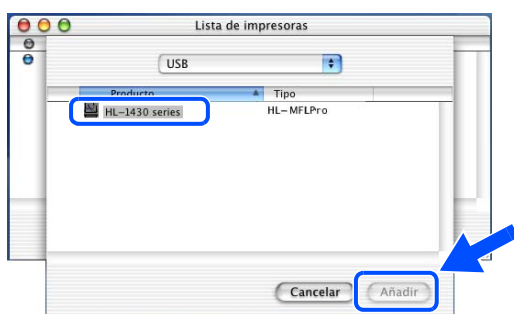 Lista de impresoras
USB
Producto Tipo
HL-1430 series HL-MFLPro
Cancelar Añadir